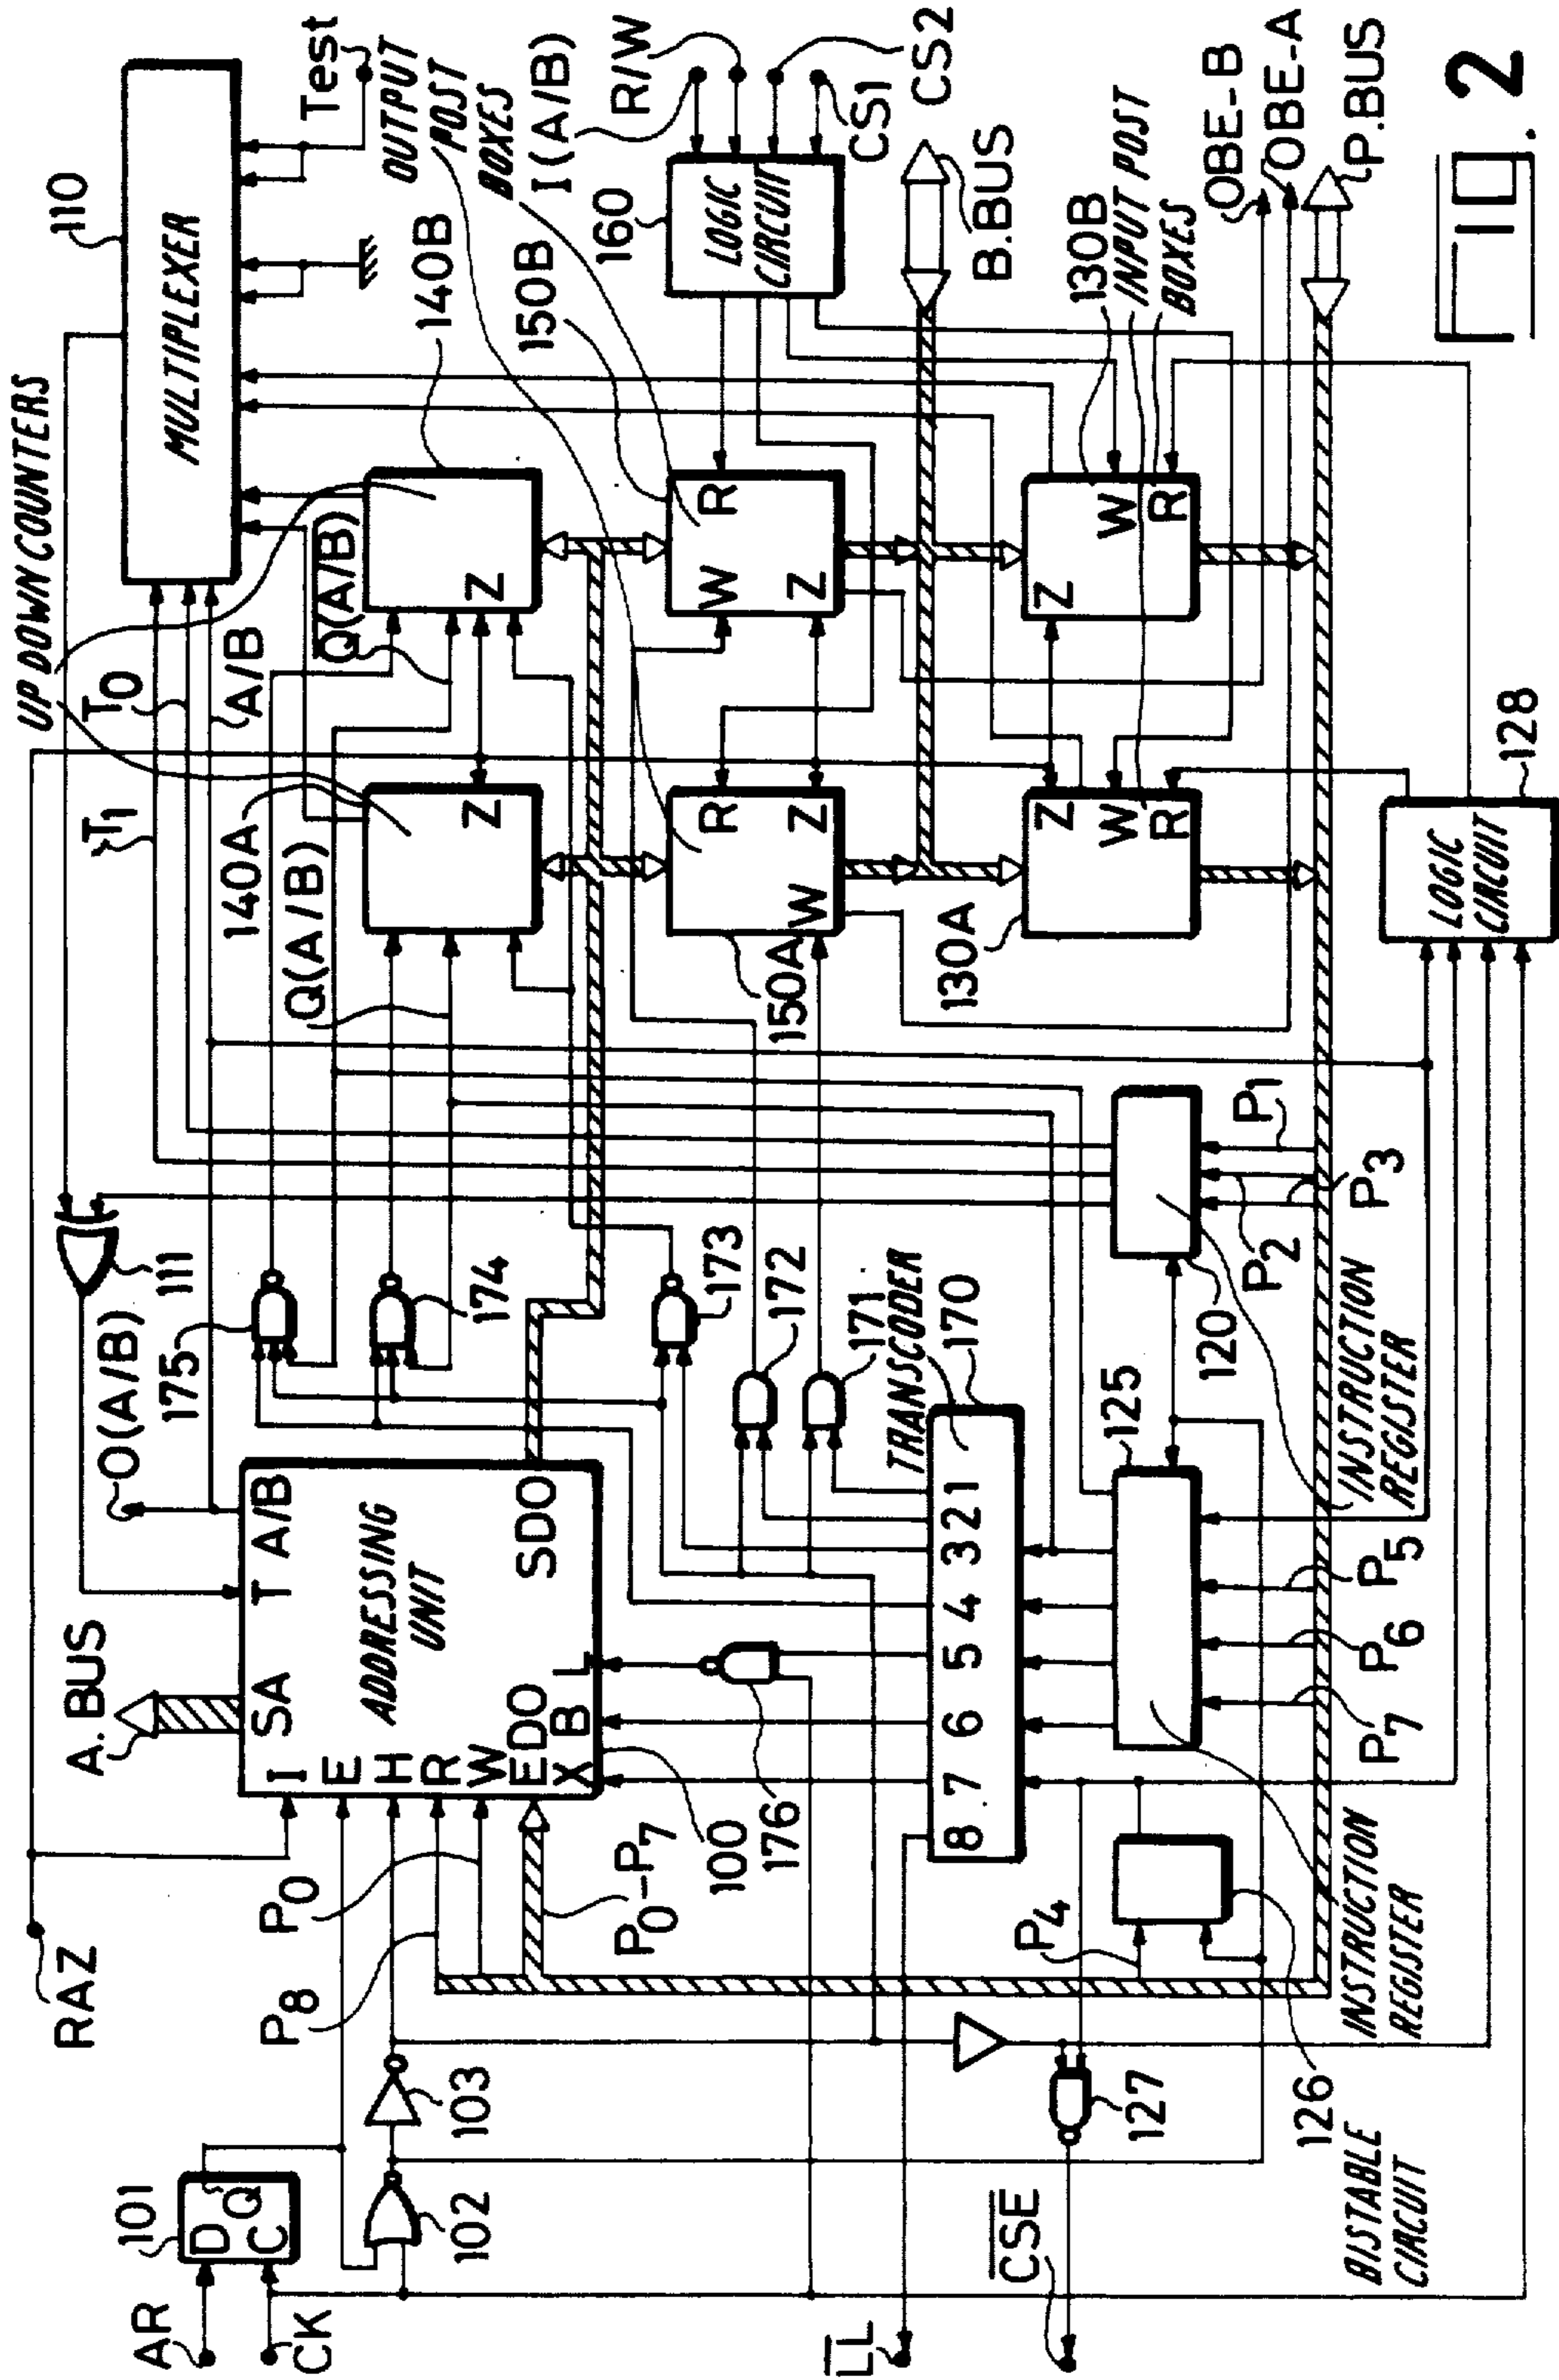 AR
CK
101
D
Q
C
102
103
RAZ
P8
P0
A. BUS
I
SA
T
A/B
E
H
R
W
EDO
X
B
L
SDO
ADRESSING
UNIT
100
P0-P7
O(A/B)
111
175
174
173
172
171
176
TRANSCODER
170
8 7 6 5 4 3 2 1
125
120
P4
P7
P6
P5
P2
P3
P1
126
BISTABLE
CIRCUIT
INSTRUCTION
REGISTER
INSTRUCTION
REGISTER
127
LL
CSE
UP DOWN COUNTERS
T1
T0
A/B
140A
Q(A/B)
Z
Q(A/B)
140B
Z
110
MULTIPLEXER
Test
OUTPUT
POST
BOXES
150A
R
Z
W
150B
W
R
Z
160
LOGIC
CIRCUIT
I(A/B)
R/W
CS1
CS2
B.BUS
130A
Z
W
R
130B
Z
W
R
INPUT POST
BOXES
OBE-B
OBE-A
P.BUS
LOGIC
CIRCUIT
128
FIG. 2